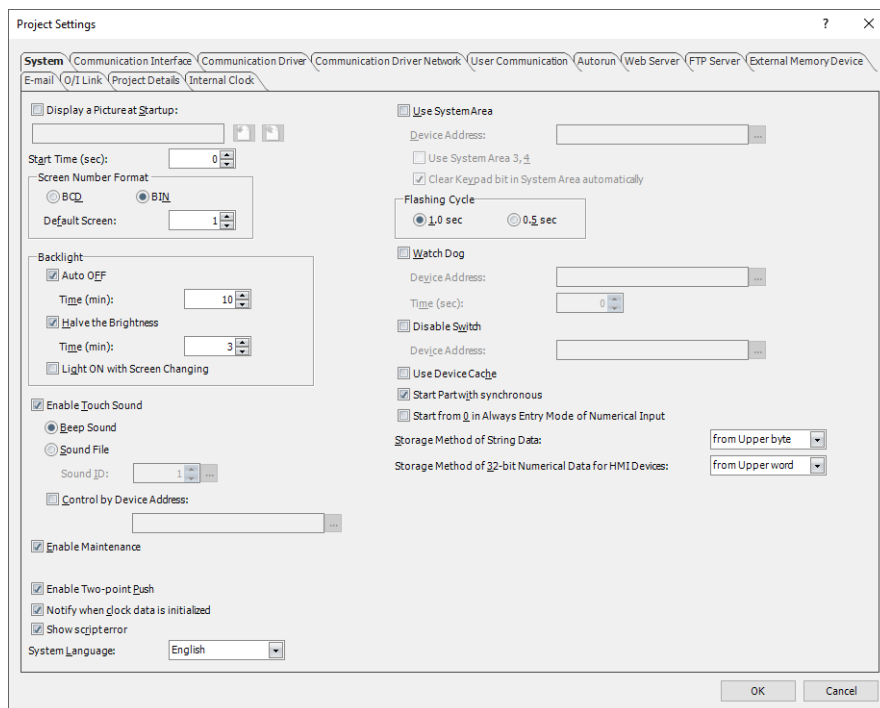 Project Settings
? ×
System Communication Interface Communication Driver Communication Driver Network User Communication Autorun Web Server FTP Server External Memory Device
E-mail O/I Link Project Details Internal Clock
Display a Picture at Startup:
Start Time (sec): 0
Screen Number Format
BCD BIN
Default Screen: 1
Backlight
Auto OFF
Time (min): 10
Halve the Brightness
Time (min): 3
Light ON with Screen Changing
Enable Touch Sound
Beep Sound
Sound File
Sound ID: 1 ...
Control by Device Address:
...
Enable Maintenance
Enable Two-point Push
Notify when clock data is initialized
Show script error
System Language: English
Use System Area
Device Address: ...
Use System Area 3, 4
Clear Keypad bit in System Area automatically
Flashing Cycle
1.0 sec 0.5 sec
Watch Dog
Device Address: ...
Time (sec): 0
Disable Switch
Device Address: ...
Use Device Cache
Start Part with synchronous
Start from 0 in Always Entry Mode of Numerical Input
Storage Method of String Data: from Upper byte
Storage Method of 32-bit Numerical Data for HMI Devices: from Upper word
OK Cancel